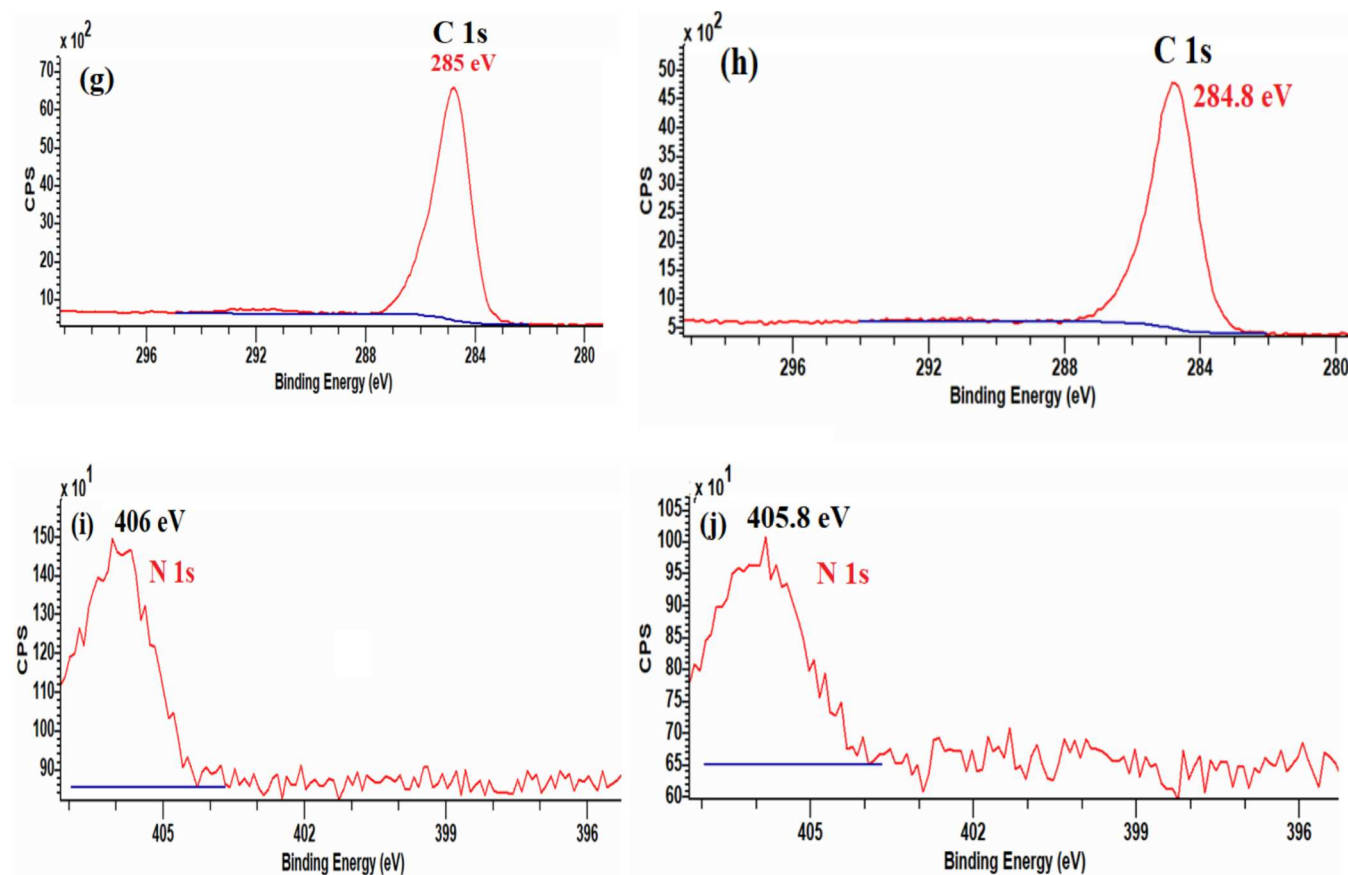 x 10²
C 1s
285 eV
(g)
70
60
50
40
30
20
10
CPS
296
292
288
284
280
Binding Energy (eV)
x 10²
C 1s
284.8 eV
(h)
50
45
40
35
30
25
20
15
10
5
CPS
296
292
288
284
280
Binding Energy (eV)
x 10¹
(i)
406 eV
N 1s
150
140
130
120
110
100
90
CPS
405
402
399
396
Binding Energy (eV)
x 10¹
(j)
405.8 eV
N 1s
105
100
95
90
85
80
75
70
65
60
CPS
405
402
399
396
Binding Energy (eV)